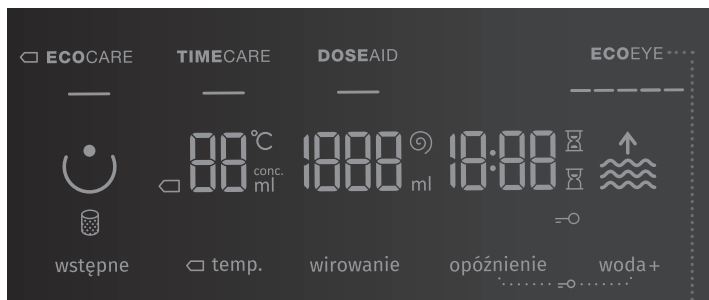 ECOCARE TIMECARE DOSEAID ECOEYE
88 °C conc. ml 1888 ml 18:88
wstępne temp. wirowanie opóźnienie woda+